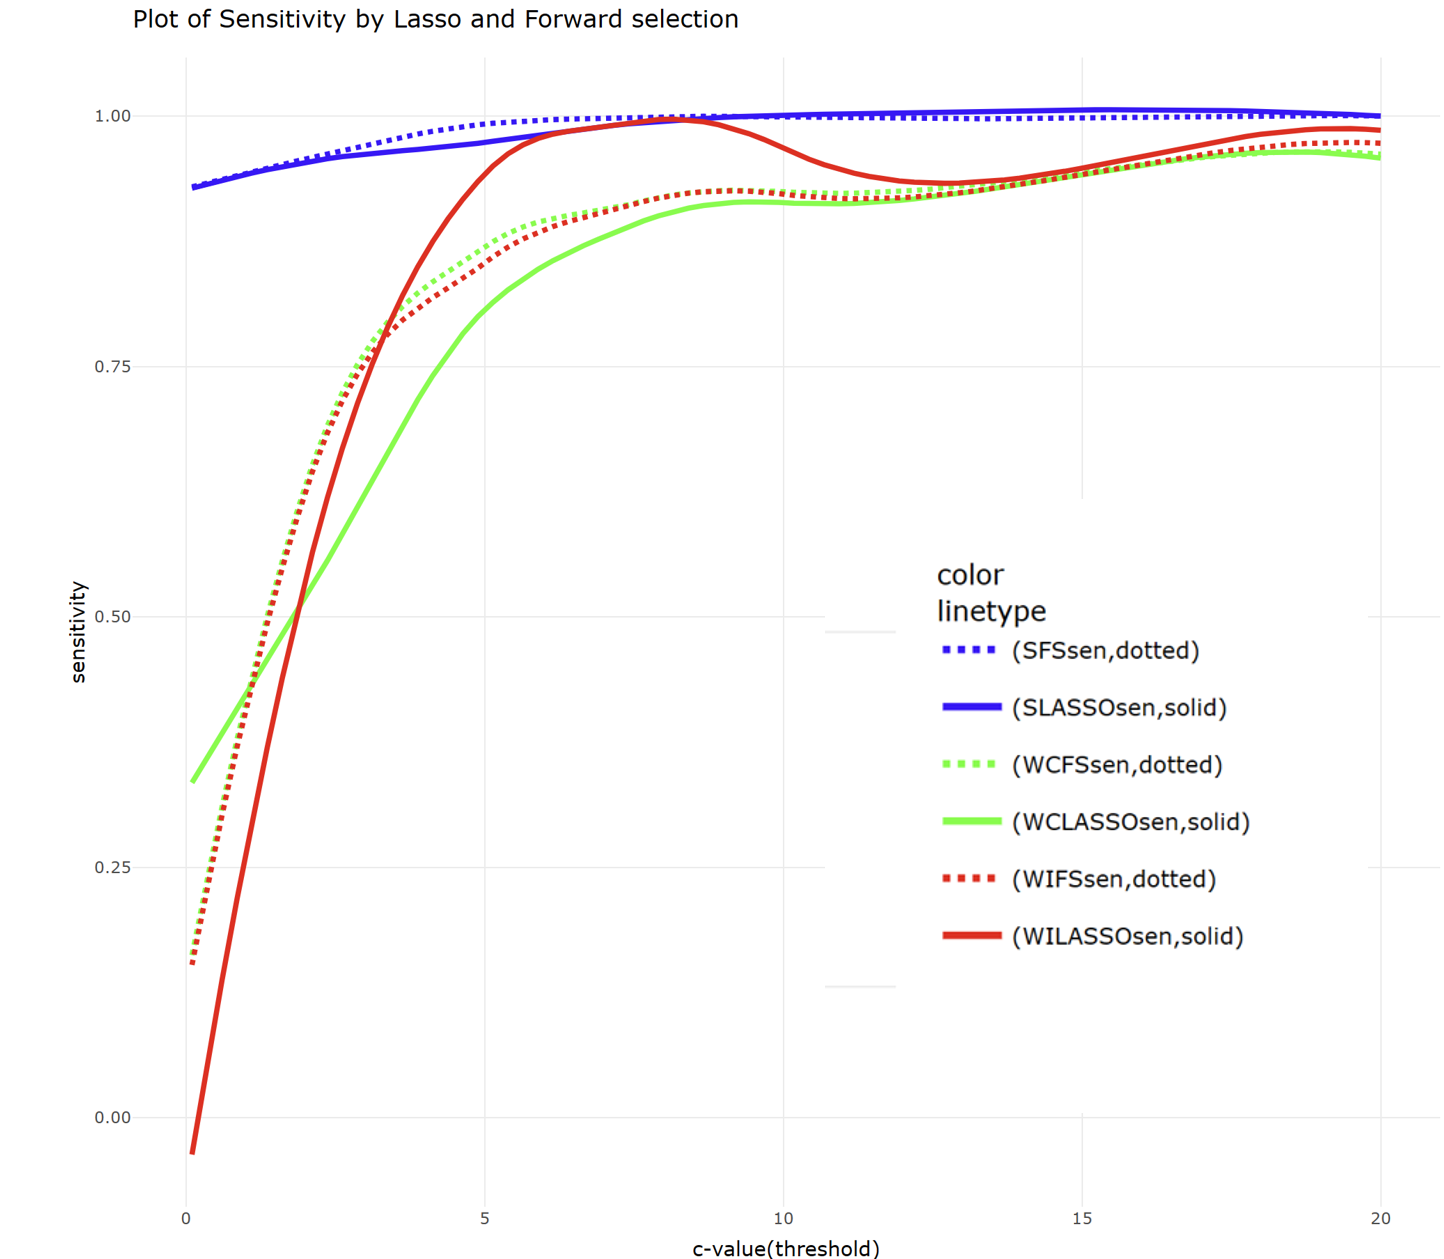 Plot of Sensitivity by Lasso and Forward selection
1.00
0.75
0.50
0.25
0.00
sensitivity
color
linetype
(SFSsen,dotted)
(SLASSOsen,solid)
(WCFSsen,dotted)
(WCLASSOsen,solid)
(WIFSsen,dotted)
(WILASSOsen,solid)
0 5 10 15 20
c-value(threshold)